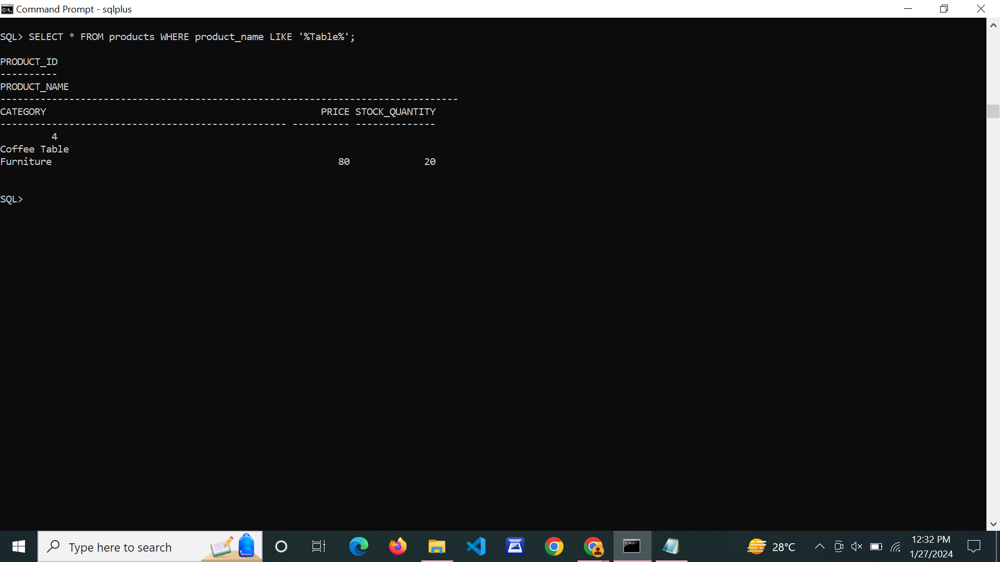 Command Prompt - sqlplus
SQL> SELECT * FROM products WHERE product_name LIKE '%Table%';
PRODUCT_ID
----------
PRODUCT_NAME
--------------------------------------------------------------------------------
CATEGORY                                                PRICE STOCK_QUANTITY
-------------------------------------------------- ---------- --------------
         4
Coffee Table
Furniture                                                  80             20
SQL>
Type here to search
28°C
12:32 PM
1/27/2024